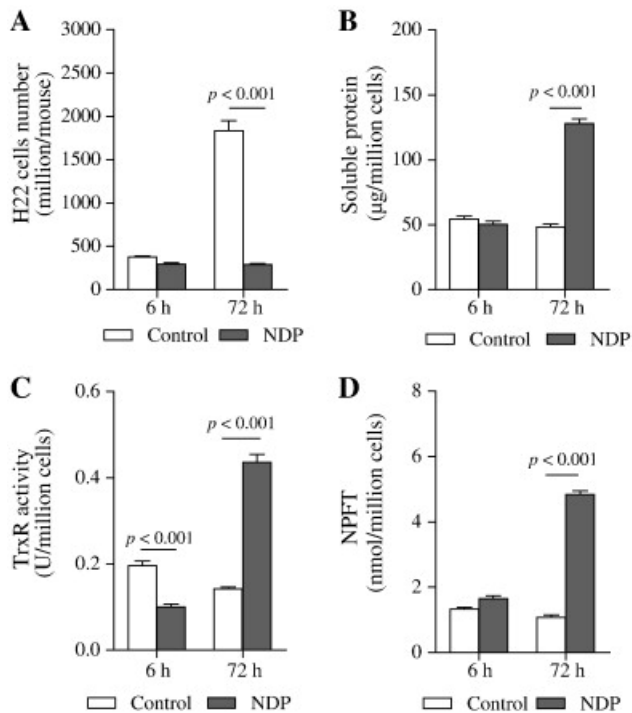 A
H22 cells number
(million/mouse)
3000
2500
2000
1500
1000
500
0
p < 0.001
6 h 72 h
Control NDP
B
Soluble protein
(µg/million cells)
200
150
100
50
0
p < 0.001
6 h 72 h
Control NDP
C
TrxR activity
(U/million cells)
0.6
0.4
0.2
0.0
p < 0.001
p < 0.001
6 h 72 h
Control NDP
D
NPFT
(nmol/million cells)
8
6
4
2
0
p < 0.001
6 h 72 h
Control NDP